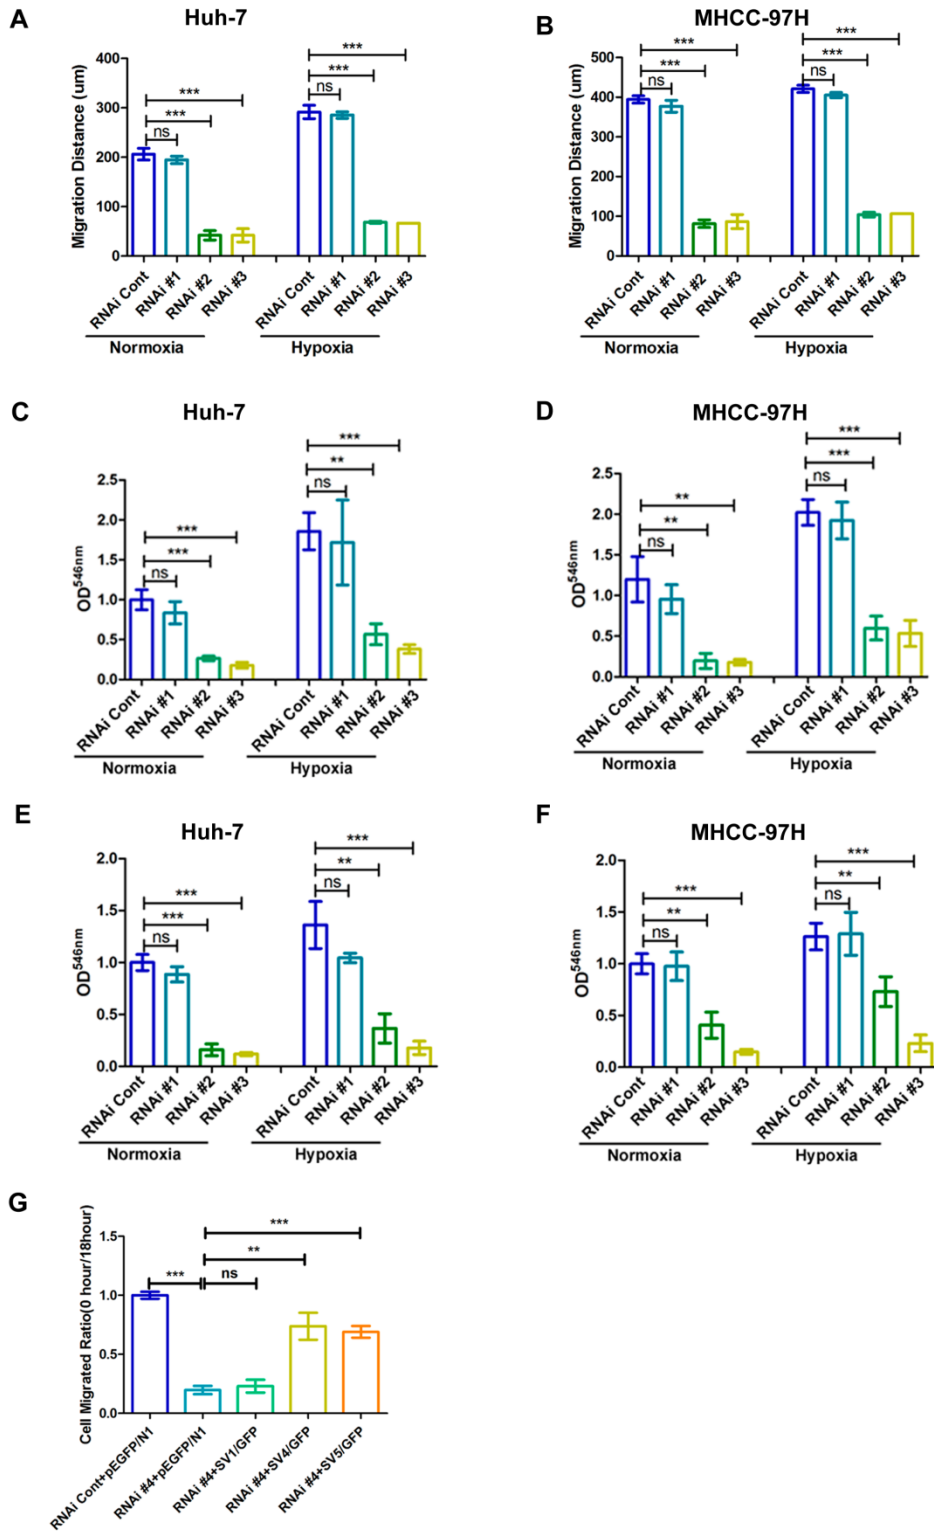 A
Huh-7
Migration Distance (um)
400
300
200
100
0
***
***
ns
***
***
ns
RNAi Cont
RNAi #1
RNAi #2
RNAi #3
RNAi Cont
RNAi #1
RNAi #2
RNAi #3
Normoxia
Hypoxia
B
MHCC-97H
Migration Distance (um)
500
400
300
200
100
0
***
***
ns
***
***
ns
RNAi Cont
RNAi #1
RNAi #2
RNAi #3
RNAi Cont
RNAi #1
RNAi #2
RNAi #3
Normoxia
Hypoxia
C
Huh-7
OD546nm
2.5
2.0
1.5
1.0
0.5
0.0
***
***
ns
***
**
ns
RNAi Cont
RNAi #1
RNAi #2
RNAi #3
RNAi Cont
RNAi #1
RNAi #2
RNAi #3
Normoxia
Hypoxia
D
MHCC-97H
OD546nm
2.5
2.0
1.5
1.0
0.5
0.0
**
**
ns
***
***
ns
RNAi Cont
RNAi #1
RNAi #2
RNAi #3
RNAi Cont
RNAi #1
RNAi #2
RNAi #3
Normoxia
Hypoxia
E
Huh-7
OD546nm
2.0
1.5
1.0
0.5
0.0
***
***
ns
***
**
ns
RNAi Cont
RNAi #1
RNAi #2
RNAi #3
RNAi Cont
RNAi #1
RNAi #2
RNAi #3
Normoxia
Hypoxia
F
MHCC-97H
OD546nm
2.0
1.5
1.0
0.5
0.0
***
**
ns
***
**
ns
RNAi Cont
RNAi #1
RNAi #2
RNAi #3
RNAi Cont
RNAi #1
RNAi #2
RNAi #3
Normoxia
Hypoxia
G
Cell Migrated Ratio(0 hour/18hour)
1.5
1.0
0.5
0.0
***
**
***
ns
RNAi Cont+pEGFP/N1
RNAi #4+pEGFP/N1
RNAi #4+SV1/GFP
RNAi #4+SV4/GFP
RNAi #4+SV5/GFP